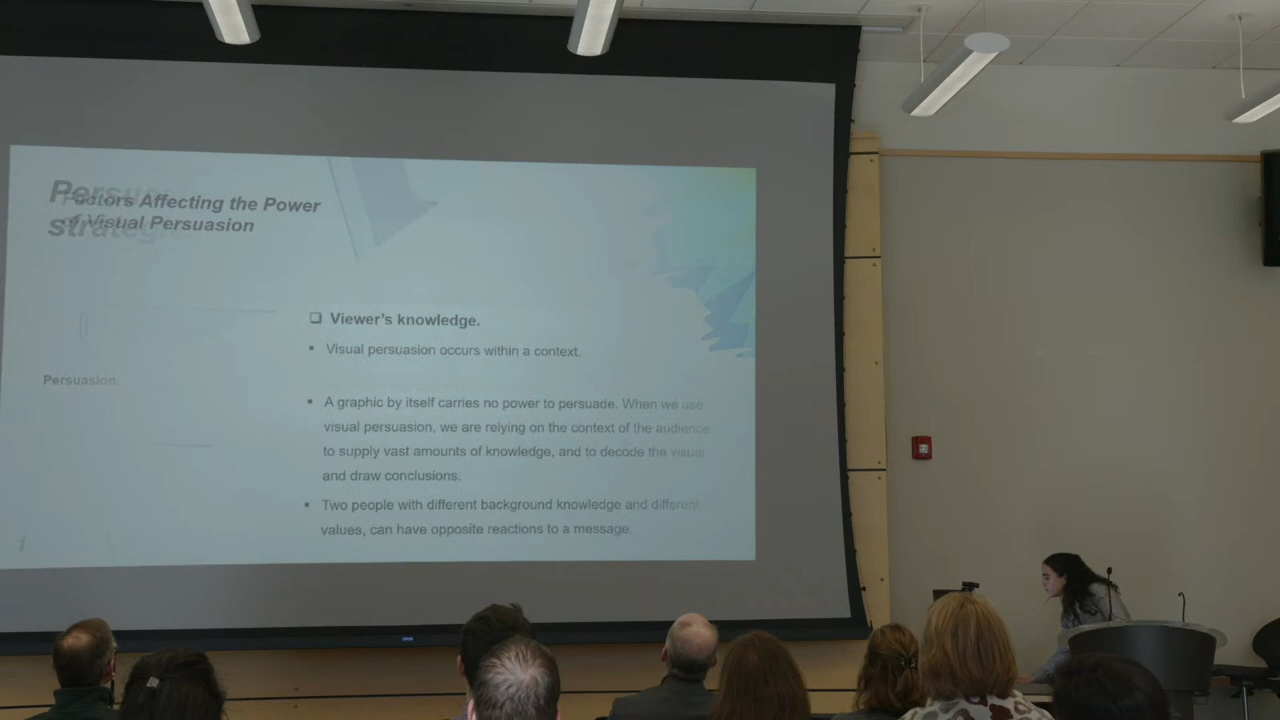 Persuasion
strategi
Factors Affecting the Power
of Visual Persuasion
❑ Viewer's knowledge.
▪ Visual persuasion occurs within a context.
Persuasion:
▪ A graphic by itself carries no power to persuade. When we use
visual persuasion, we are relying on the context of the audience
to supply vast amounts of knowledge, and to decode the visual
and draw conclusions.
▪ Two people with different background knowledge and different
values, can have opposite reactions to a message.
1